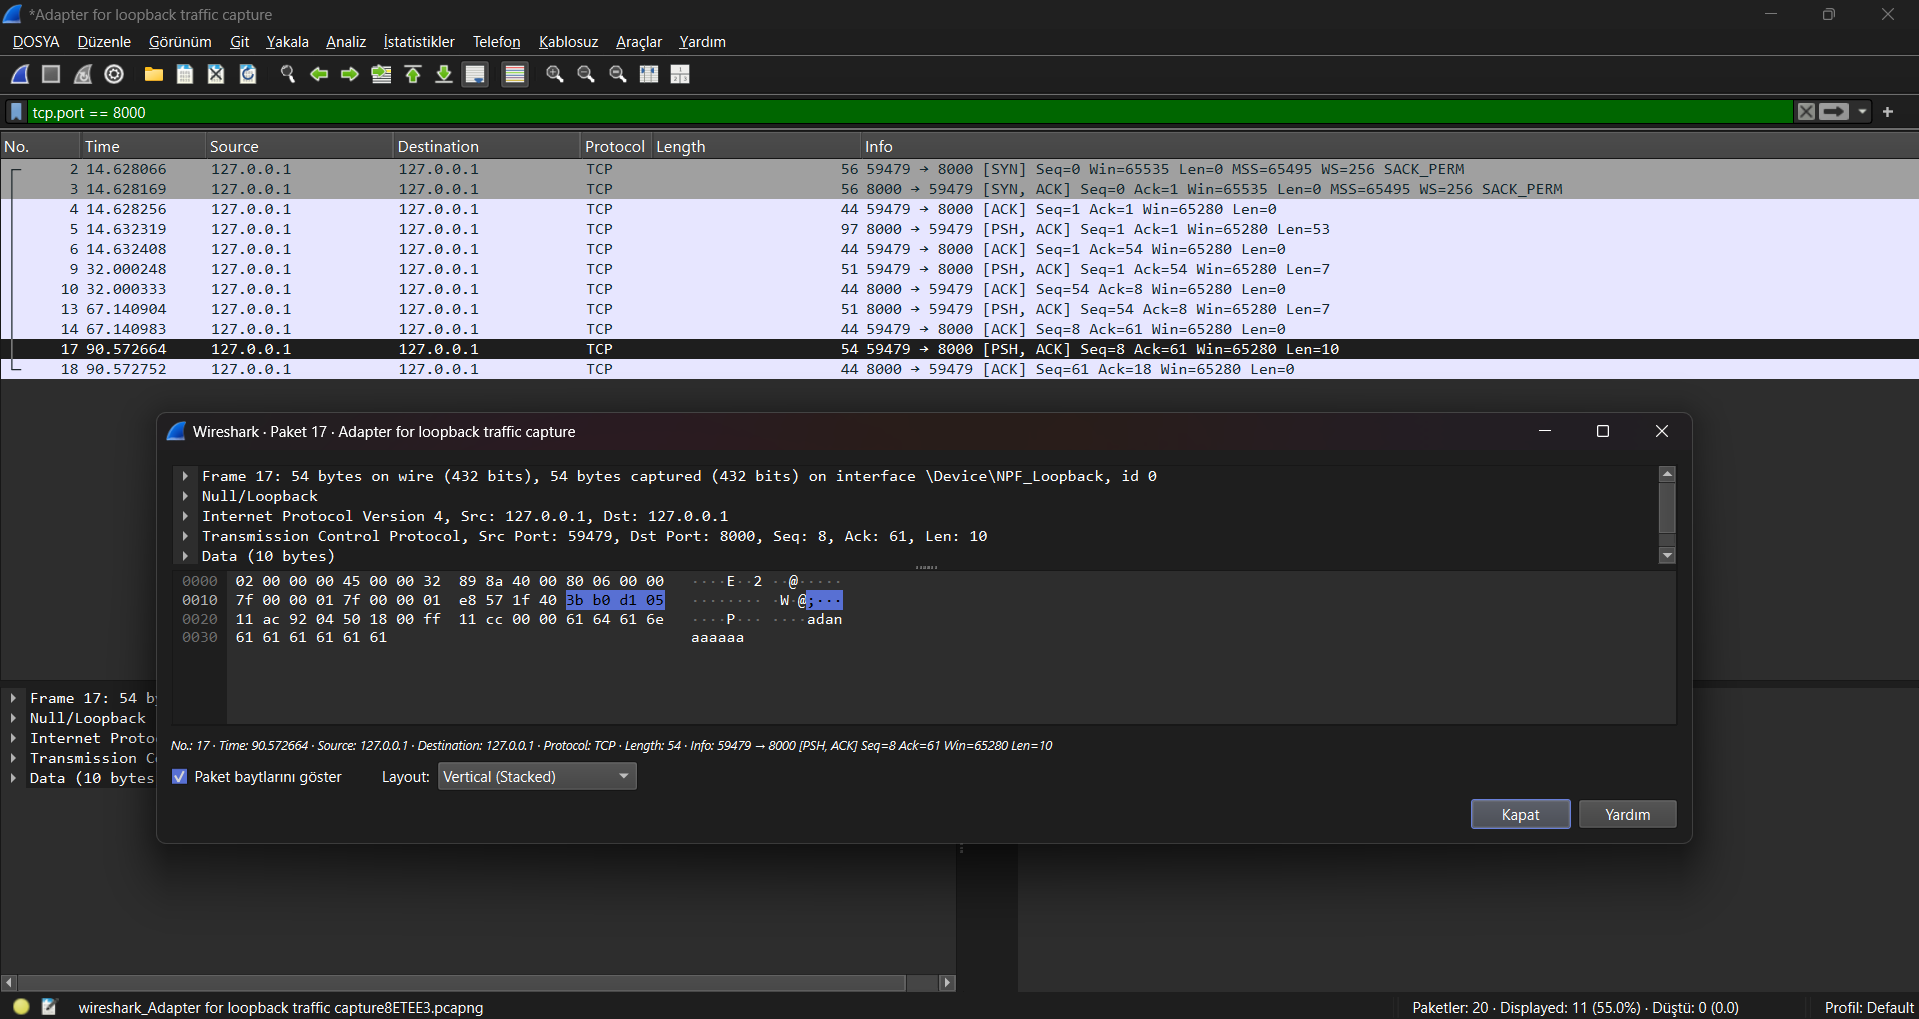 *Adapter for loopback traffic capture
DOSYA Düzenle Görünüm Git Yakala Analiz İstatistikler Telefon Kablosuz Araçlar Yardım
tcp.port == 8000
No. Time Source Destination Protocol Length Info
2 14.628066 127.0.0.1 127.0.0.1 TCP 56 59479 → 8000 [SYN] Seq=0 Win=65535 Len=0 MSS=65495 WS=256 SACK_PERM
3 14.628169 127.0.0.1 127.0.0.1 TCP 56 8000 → 59479 [SYN, ACK] Seq=0 Ack=1 Win=65535 Len=0 MSS=65495 WS=256 SACK_PERM
4 14.628256 127.0.0.1 127.0.0.1 TCP 44 59479 → 8000 [ACK] Seq=1 Ack=1 Win=65280 Len=0
5 14.632319 127.0.0.1 127.0.0.1 TCP 97 8000 → 59479 [PSH, ACK] Seq=1 Ack=1 Win=65280 Len=53
6 14.632408 127.0.0.1 127.0.0.1 TCP 44 59479 → 8000 [ACK] Seq=1 Ack=54 Win=65280 Len=0
9 32.000248 127.0.0.1 127.0.0.1 TCP 51 59479 → 8000 [PSH, ACK] Seq=1 Ack=54 Win=65280 Len=7
10 32.000333 127.0.0.1 127.0.0.1 TCP 44 8000 → 59479 [ACK] Seq=54 Ack=8 Win=65280 Len=0
13 67.140904 127.0.0.1 127.0.0.1 TCP 51 8000 → 59479 [PSH, ACK] Seq=54 Ack=8 Win=65280 Len=7
14 67.140983 127.0.0.1 127.0.0.1 TCP 44 59479 → 8000 [ACK] Seq=8 Ack=61 Win=65280 Len=0
17 90.572664 127.0.0.1 127.0.0.1 TCP 54 59479 → 8000 [PSH, ACK] Seq=8 Ack=61 Win=65280 Len=10
18 90.572752 127.0.0.1 127.0.0.1 TCP 44 8000 → 59479 [ACK] Seq=61 Ack=18 Win=65280 Len=0
Wireshark · Paket 17 · Adapter for loopback traffic capture
Frame 17: 54 bytes on wire (432 bits), 54 bytes captured (432 bits) on interface \Device\NPF_Loopback, id 0
Null/Loopback
Internet Protocol Version 4, Src: 127.0.0.1, Dst: 127.0.0.1
Transmission Control Protocol, Src Port: 59479, Dst Port: 8000, Seq: 8, Ack: 61, Len: 10
Data (10 bytes)
0000 02 00 00 00 45 00 00 32 89 8a 40 00 80 06 00 00 ····E··2 ··@·····
0010 7f 00 00 01 7f 00 00 01 e8 57 1f 40 3b b0 d1 05 ········ ·W·@;···
0020 11 ac 92 04 50 18 00 ff 11 cc 00 00 61 64 61 6e ····P··· ····adan
0030 61 61 61 61 61 61 aaaaaa
No.: 17 · Time: 90.572664 · Source: 127.0.0.1 · Destination: 127.0.0.1 · Protocol: TCP · Length: 54 · Info: 59479 → 8000 [PSH, ACK] Seq=8 Ack=61 Win=65280 Len=10
Paket baytlarını göster Layout: Vertical (Stacked)
Kapat Yardım
Frame 17: 54 by
Null/Loopback
Internet Proto
Transmission C
Data (10 bytes
wireshark_Adapter for loopback traffic capture8ETEE3.pcapng Paketler: 20 · Displayed: 11 (55.0%) · Düştü: 0 (0.0) Profil: Default